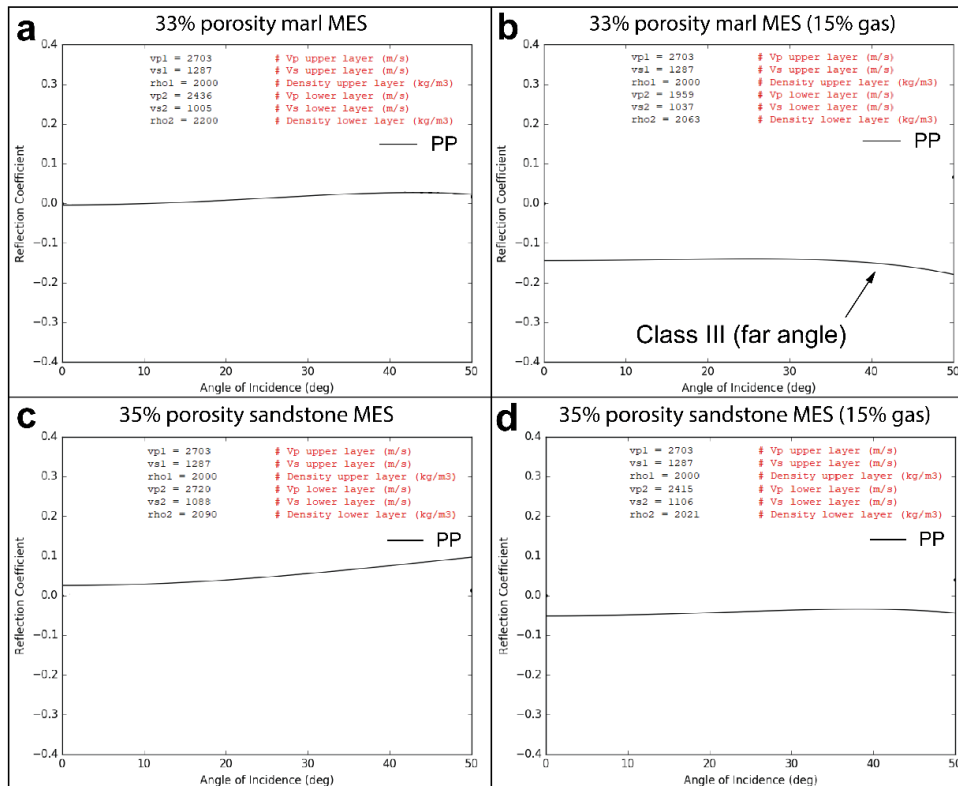 a
33% porosity marl MES
vp1 = 2703 # Vp upper layer (m/s)
vs1 = 1287 # Vs upper layer (m/s)
rho1 = 2000 # Density upper layer (kg/m3)
vp2 = 2436 # Vp lower layer (m/s)
vs2 = 1005 # Vs lower layer (m/s)
rho2 = 2200 # Density lower layer (kg/m3)
PP
0.4
0.3
0.2
0.1
0.0
−0.1
−0.2
−0.3
−0.4
Reflection Coefficient
0 10 20 30 40 50
Angle of Incidence (deg)
b
33% porosity marl MES (15% gas)
vp1 = 2703 # Vp upper layer (m/s)
vs1 = 1287 # Vs upper layer (m/s)
rho1 = 2000 # Density upper layer (kg/m3)
vp2 = 1959 # Vp lower layer (m/s)
vs2 = 1037 # Vs lower layer (m/s)
rho2 = 2063 # Density lower layer (kg/m3)
PP
Class III (far angle)
0.4
0.3
0.2
0.1
0.0
−0.1
−0.2
−0.3
−0.4
Reflection Coefficient
0 10 20 30 40 50
Angle of Incidence (deg)
c
35% porosity sandstone MES
vp1 = 2703 # Vp upper layer (m/s)
vs1 = 1287 # Vs upper layer (m/s)
rho1 = 2000 # Density upper layer (kg/m3)
vp2 = 2720 # Vp lower layer (m/s)
vs2 = 1088 # Vs lower layer (m/s)
rho2 = 2090 # Density lower layer (kg/m3)
PP
0.4
0.3
0.2
0.1
0.0
−0.1
−0.2
−0.3
−0.4
Reflection Coefficient
0 10 20 30 40 50
Angle of Incidence (deg)
d
35% porosity sandstone MES (15% gas)
vp1 = 2703 # Vp upper layer (m/s)
vs1 = 1287 # Vs upper layer (m/s)
rho1 = 2000 # Density upper layer (kg/m3)
vp2 = 2415 # Vp lower layer (m/s)
vs2 = 1106 # Vs lower layer (m/s)
rho2 = 2021 # Density lower layer (kg/m3)
PP
0.4
0.3
0.2
0.1
0.0
−0.1
−0.2
−0.3
−0.4
Reflection Coefficient
0 10 20 30 40 50
Angle of Incidence (deg)